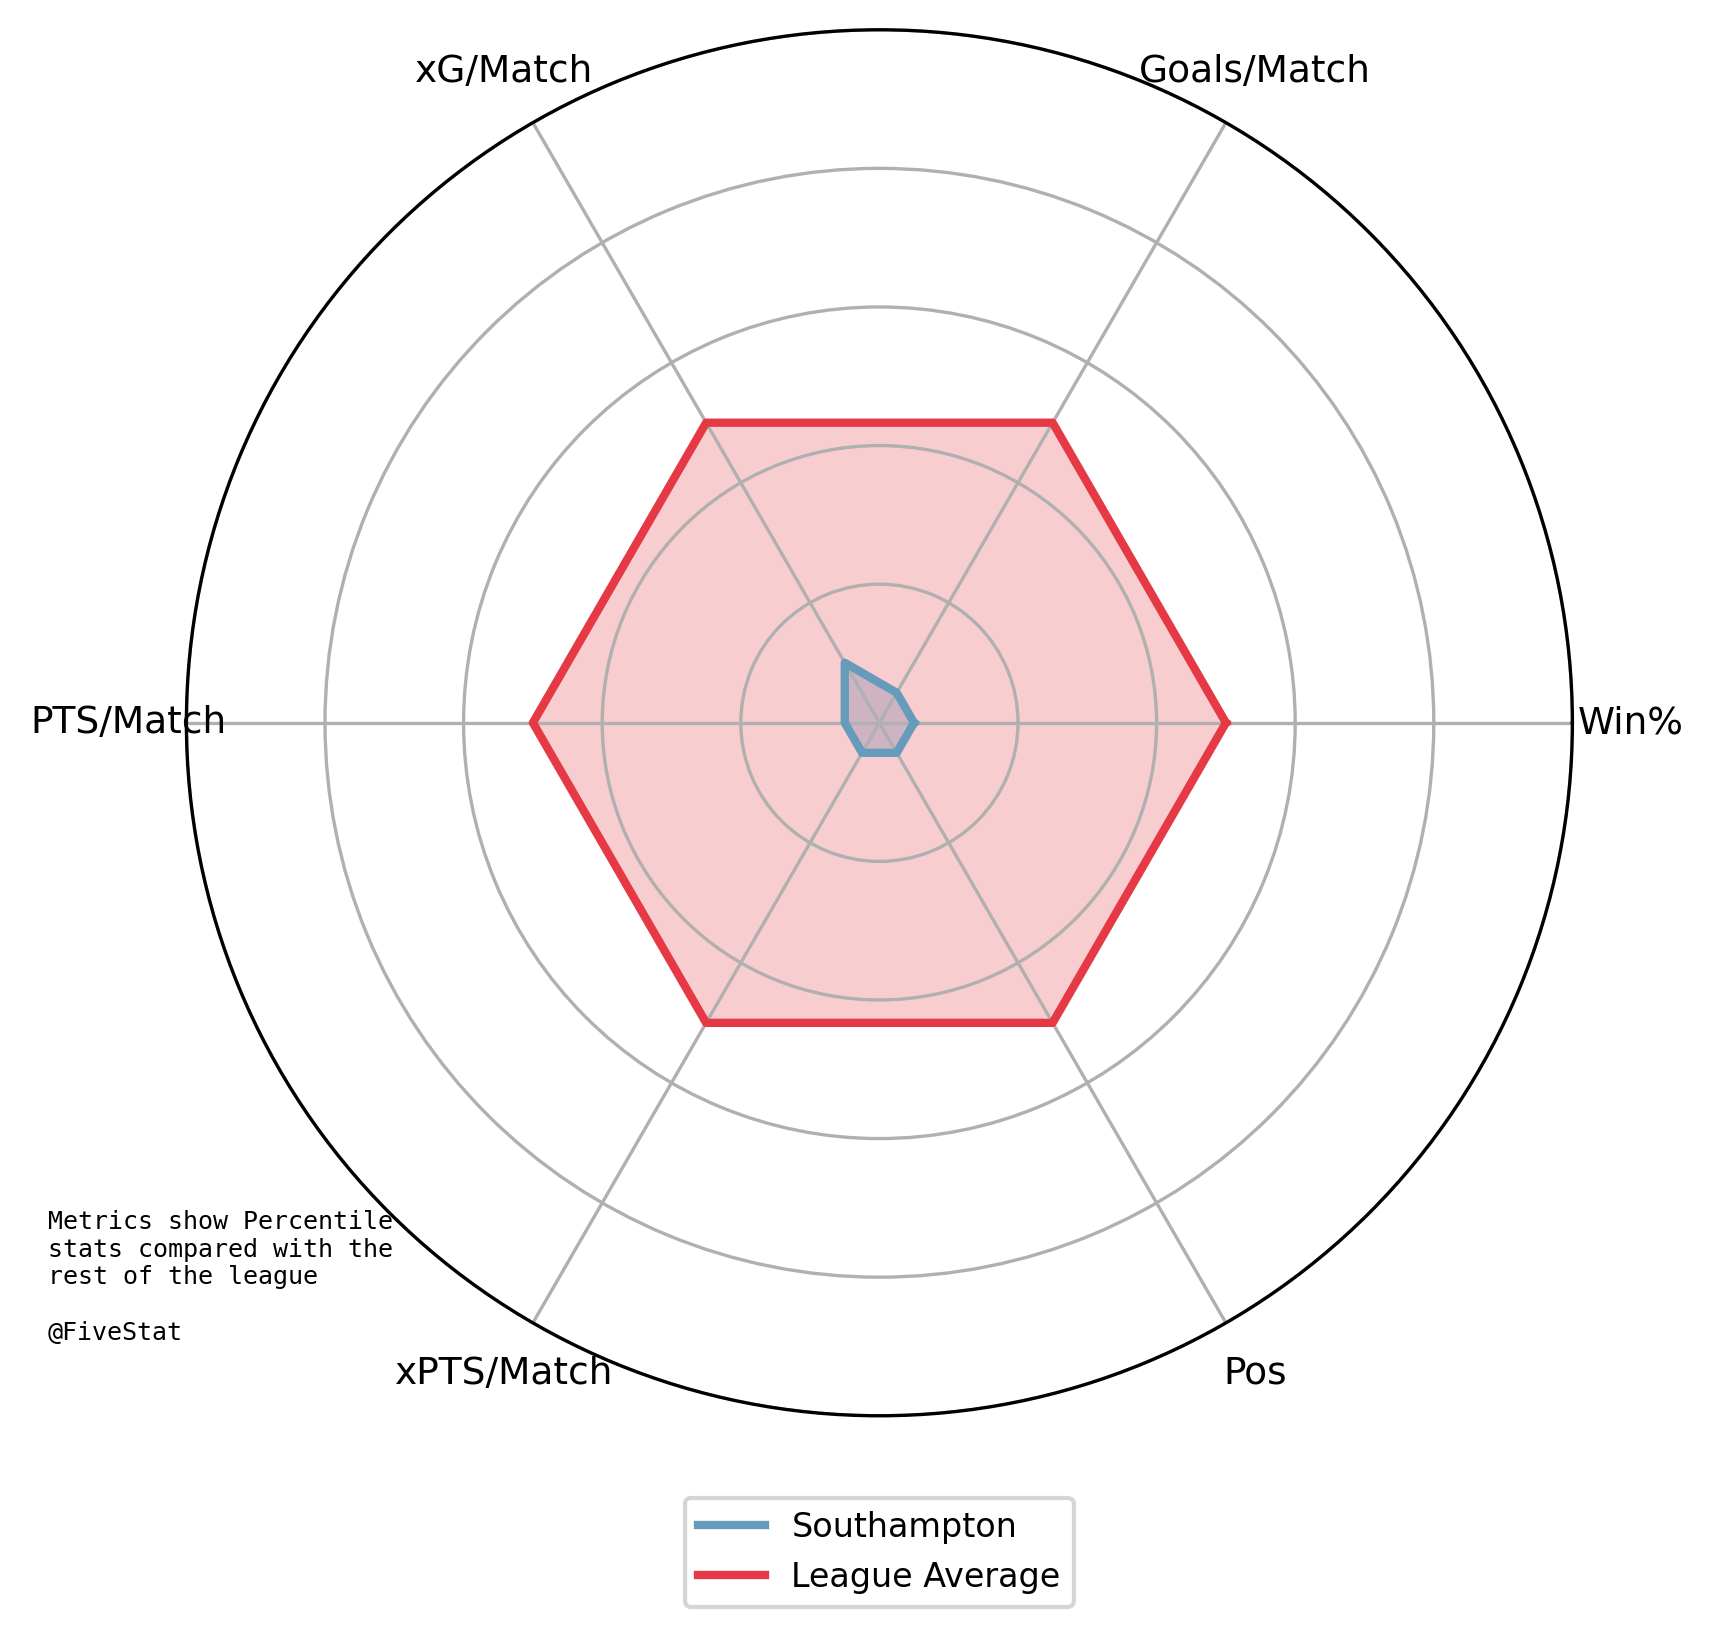 xG/Match
Goals/Match
PTS/Match
Win%
Metrics show Percentile
stats compared with the
rest of the league
@FiveStat
xPTS/Match
Pos
Southampton
League Average